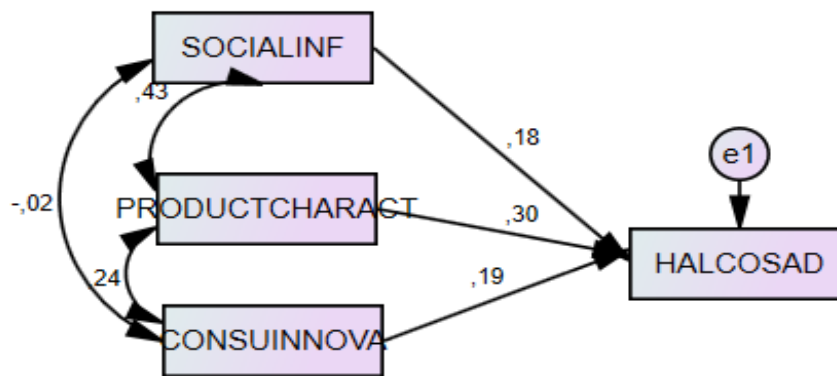 SOCIALINF
,43
,18
e1
PRODUCTCHARACT
-,02
,30
HALCOSAD
24
,19
CONSUINNOVA